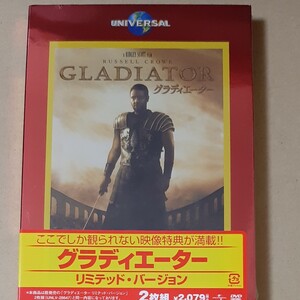 UNIVERSAL
RUSSELL CROWE
GLADIATOR
グラディエーター
ここでしか観られない映像特典が満載!!
グラディエーター
リミテッド・バージョン
2枚組 ¥2,079
DVD